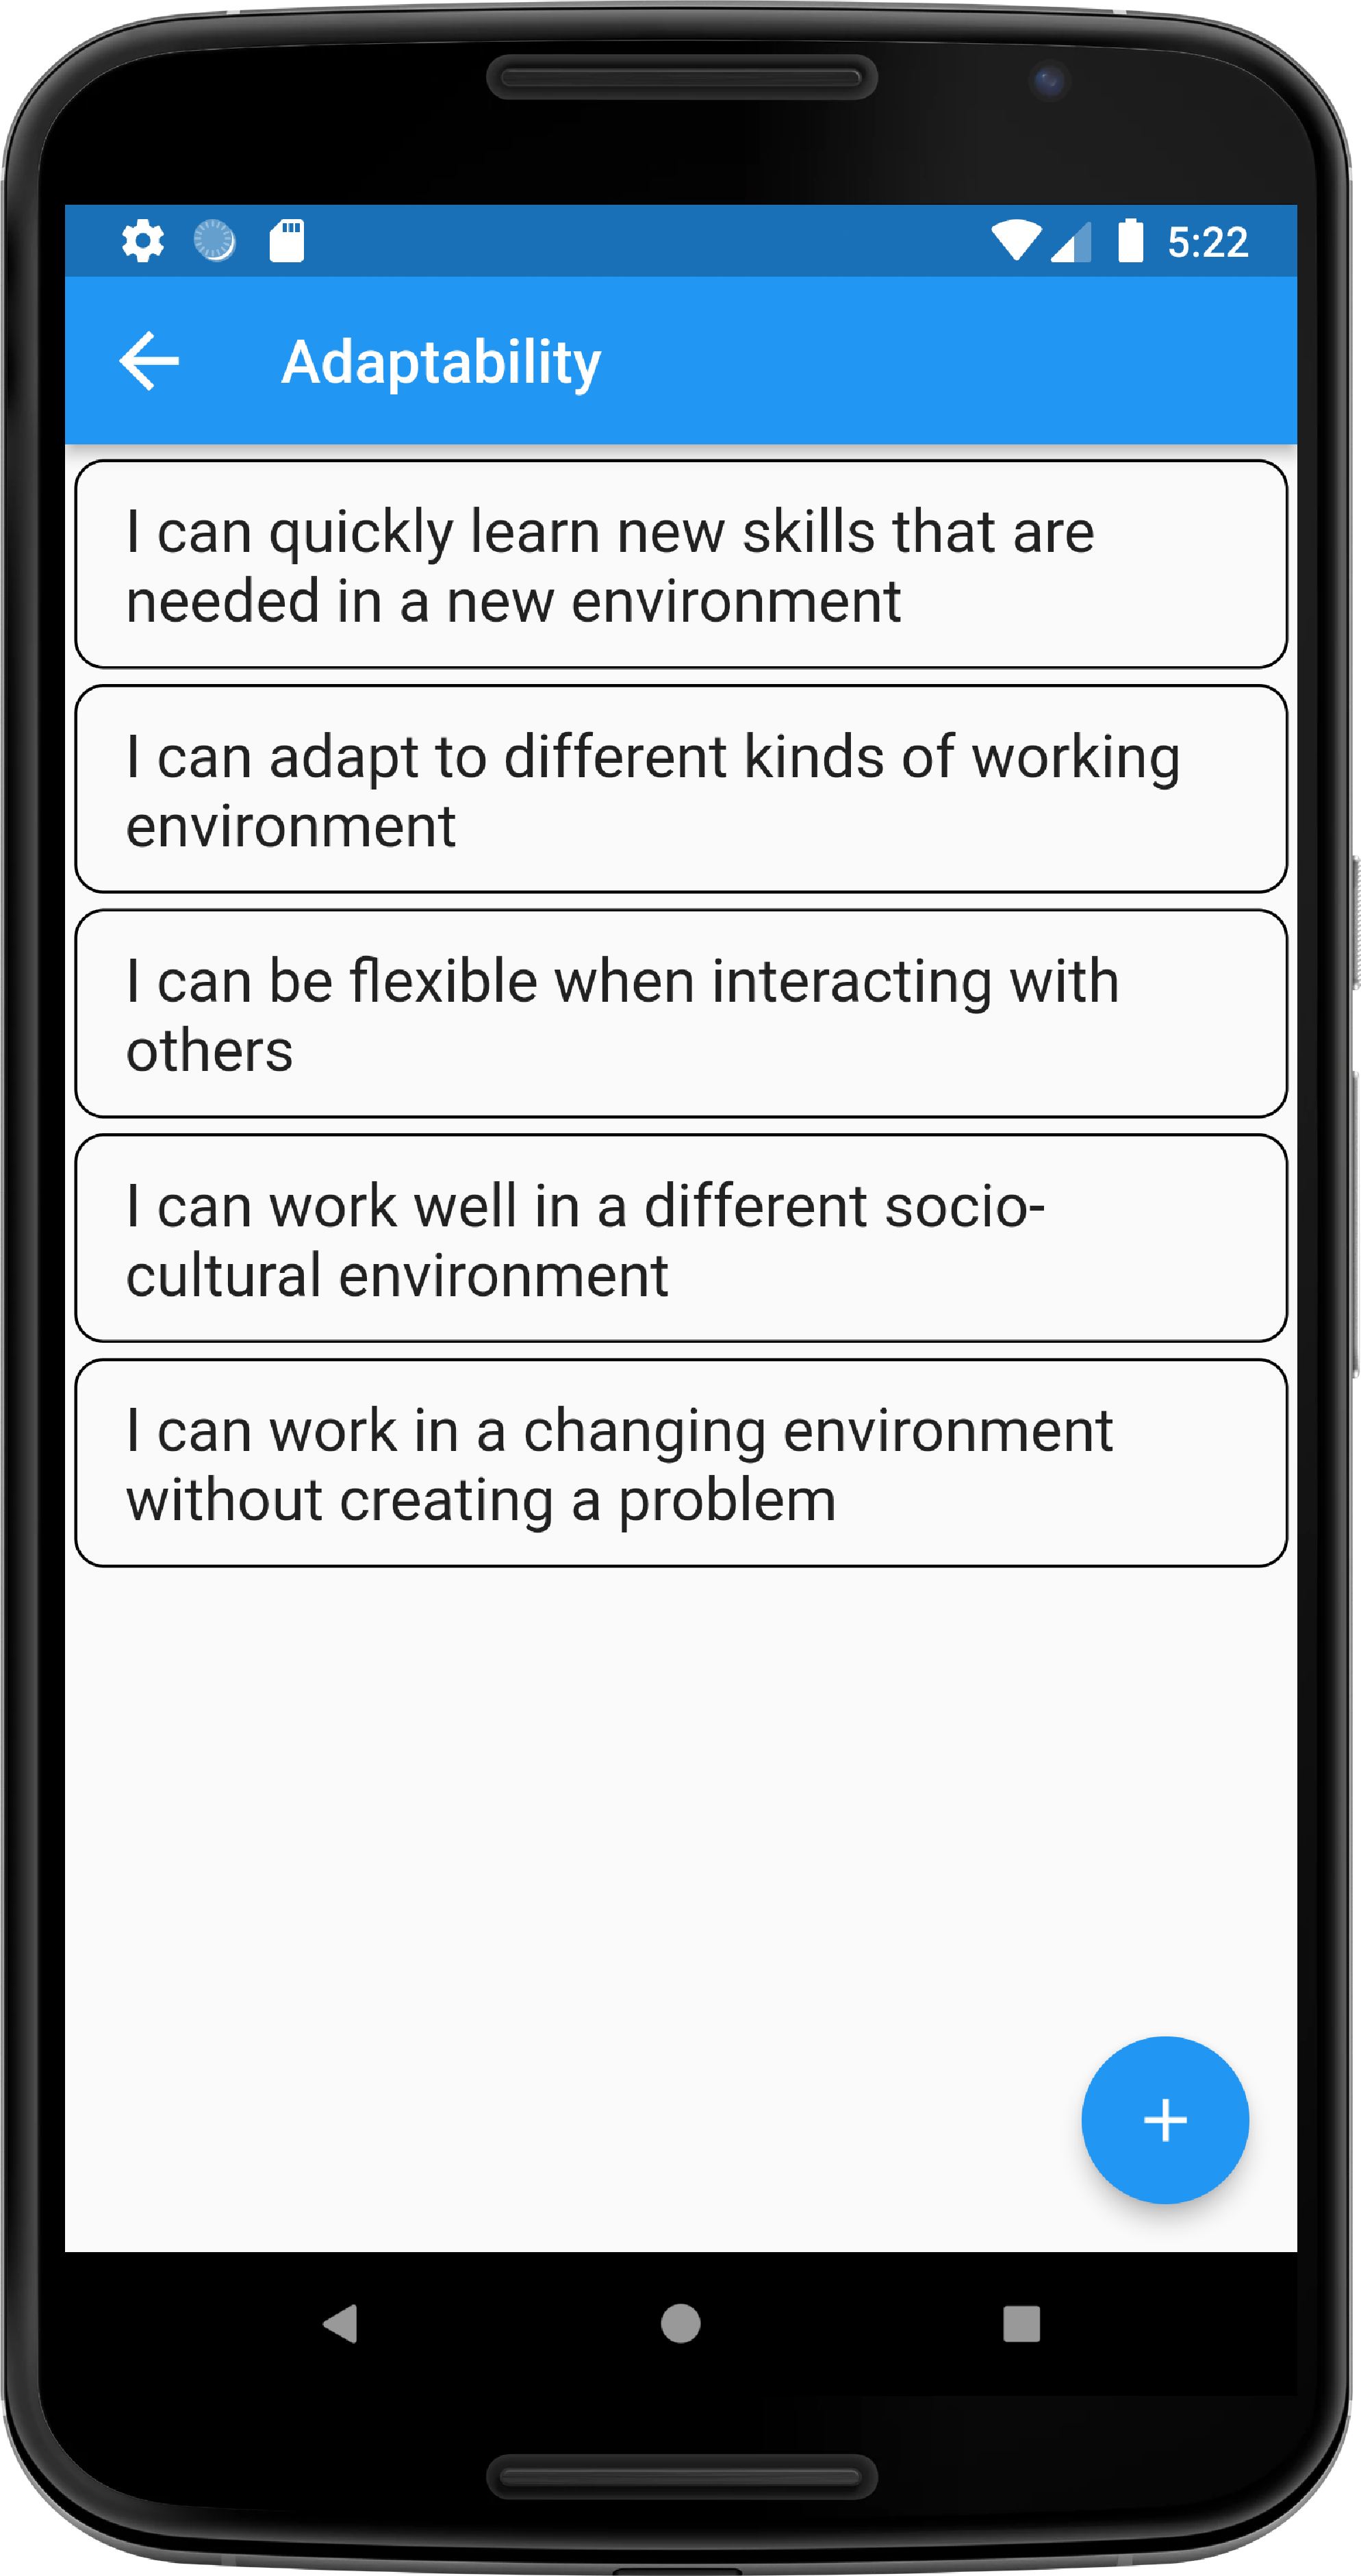 5:22
Adaptability
I can quickly learn new skills that are
needed in a new environment
I can adapt to different kinds of working
environment
I can be flexible when interacting with
others
I can work well in a different socio-
cultural environment
I can work in a changing environment
without creating a problem